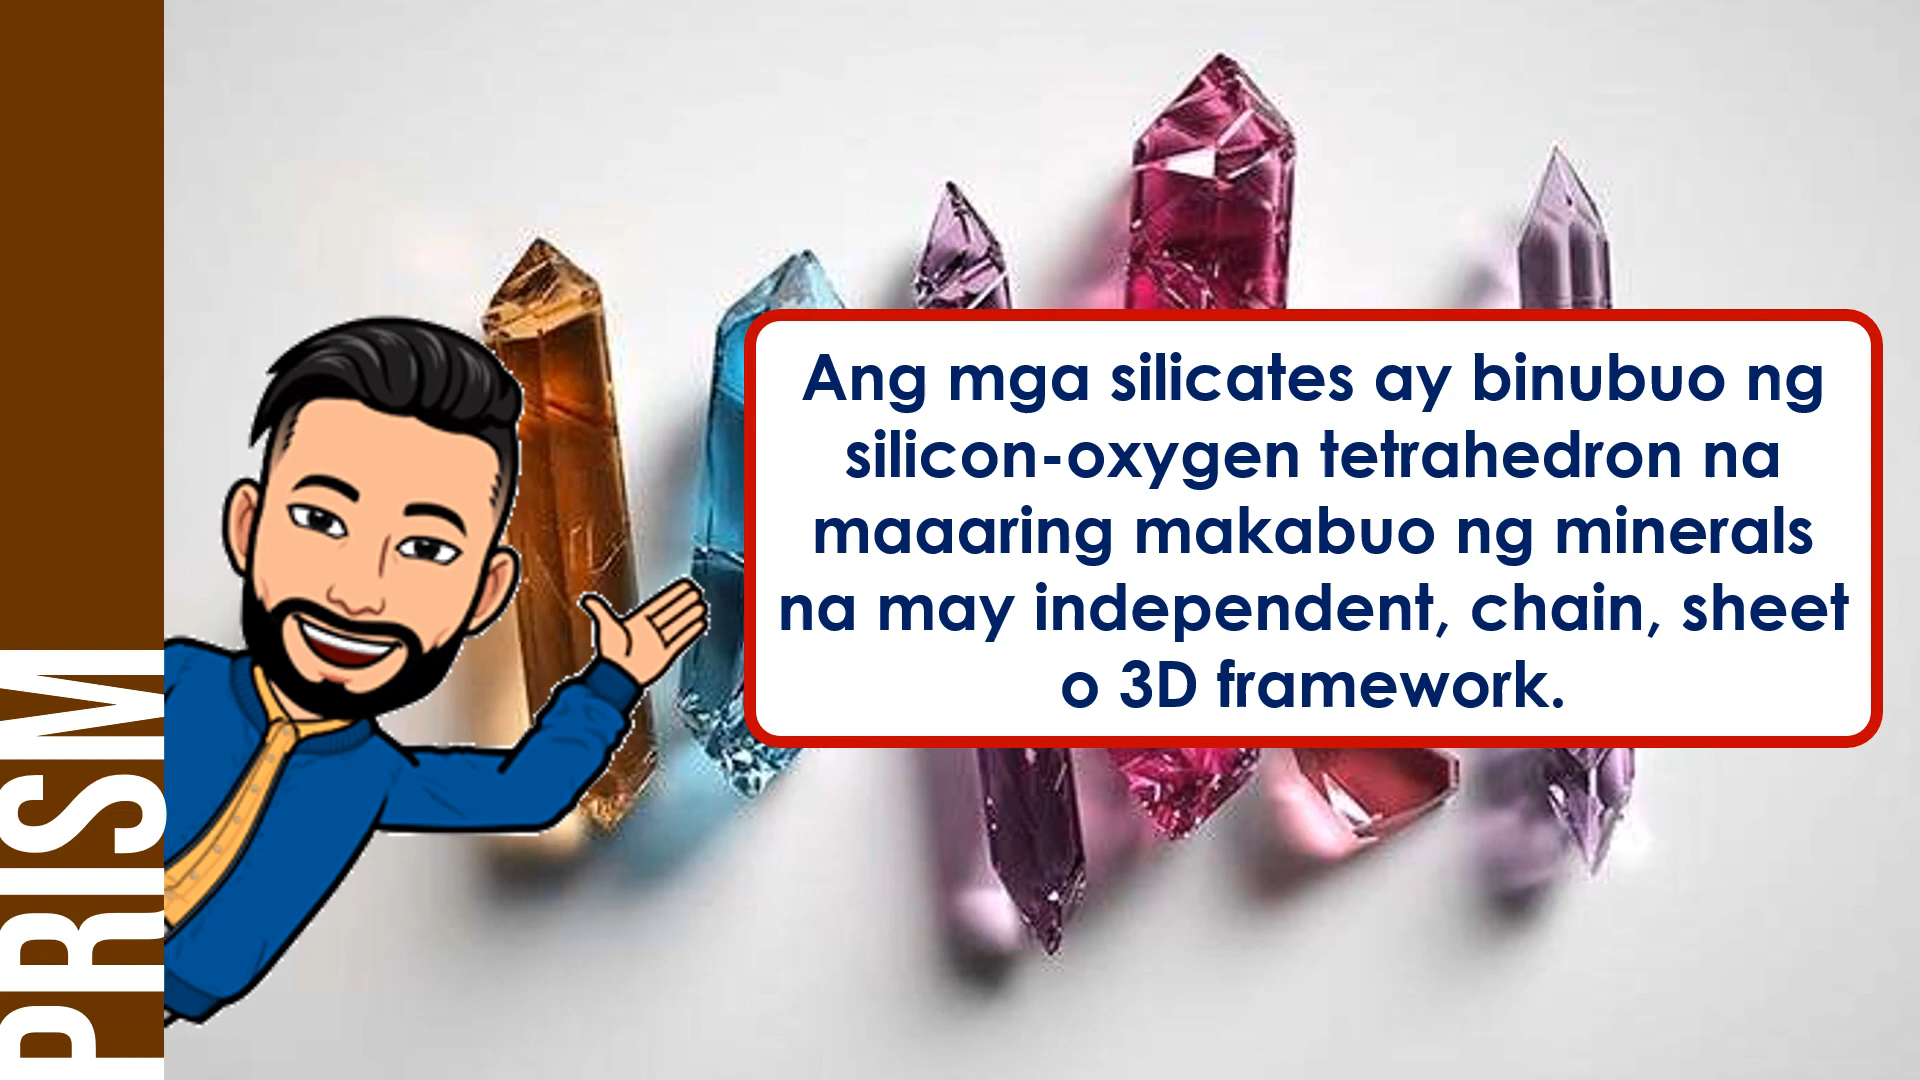 PRISM
Ang mga silicates ay binubuo ng
silicon-oxygen tetrahedron na
maaaring makabuo ng minerals
na may independent, chain, sheet
o 3D framework.